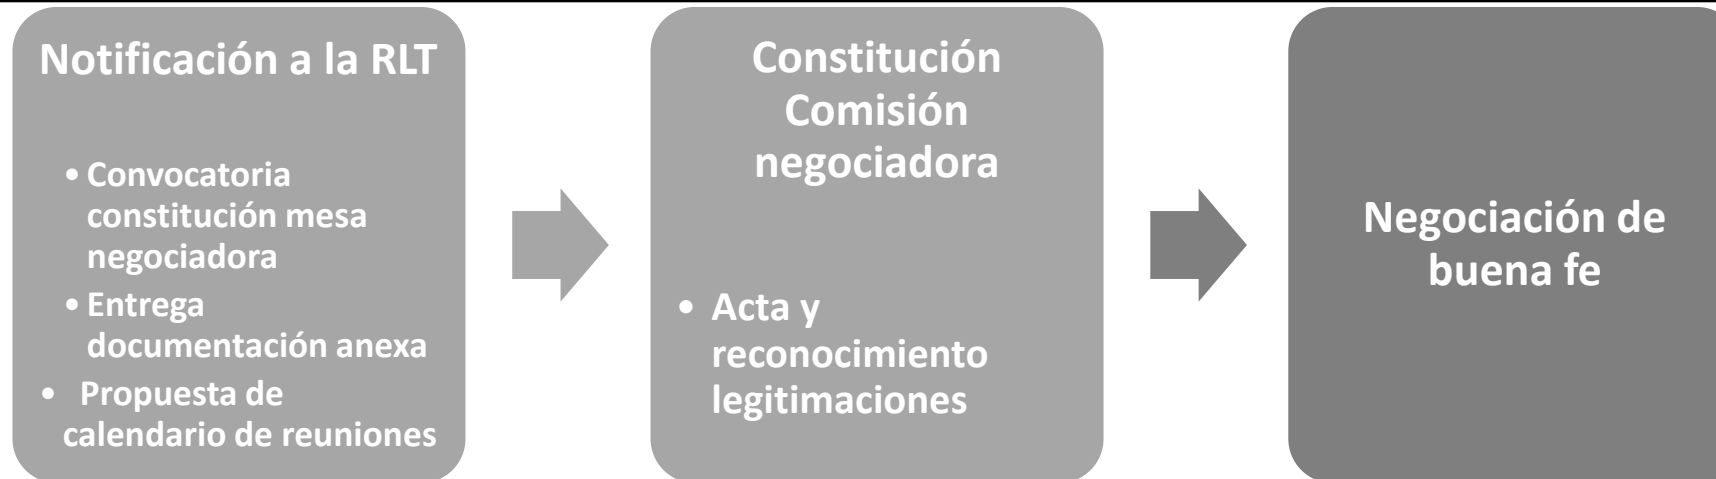 Notificación a la RLT
• Convocatoria
constitución mesa
negociadora
• Entrega
documentación anexa
• Propuesta de
calendario de reuniones
Constitución
Comisión
negociadora
• Acta y
reconocimiento
legitimaciones
Negociación de
buena fe